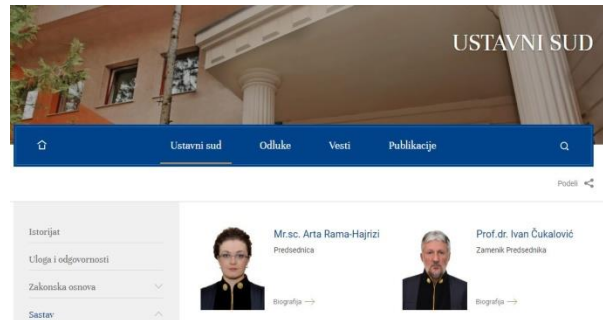 USTAVNI SUD
Ustavni sud Odluke Vesti Publikacije
Podeli
Istorijat
Uloga i odgovornosti
Zakonska osnova
Sastav
Mr.sc. Arta Rama-Hajrizi
Predsednica
Biografija →
Prof.dr. Ivan Čukalović
Zamenik Predsednika
Biografija →